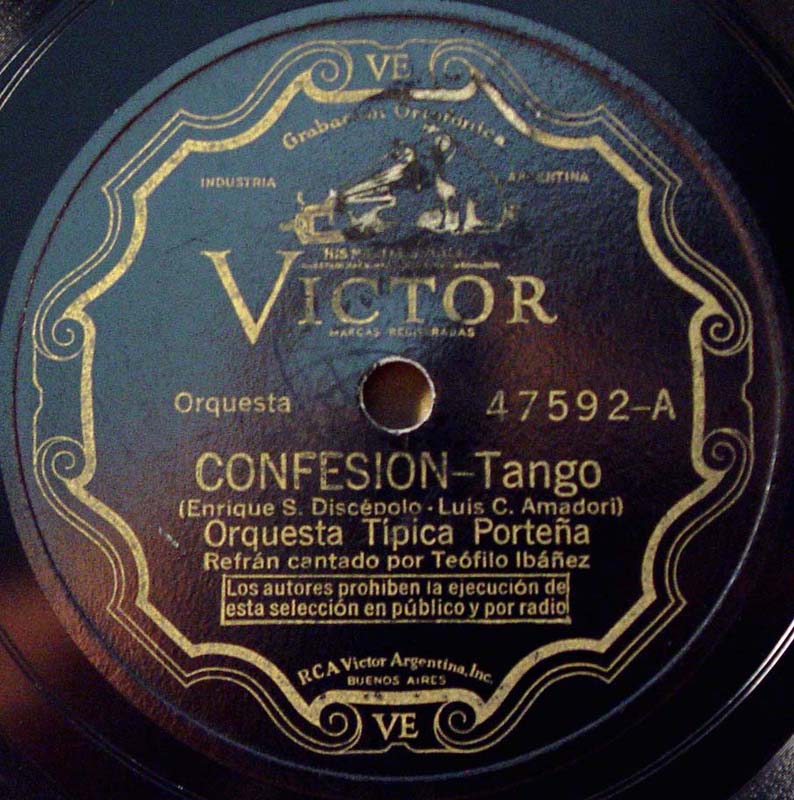 VE
Grabación Ortofónica
INDUSTRIA ARGENTINA
VICTOR
MARCAS REGISTRADAS
Orquesta 47592-A
CONFESION-Tango
(Enrique S. Discépolo · Luis C. Amadori)
Orquesta Típica Porteña
Refrán cantado por Teófilo Ibáñez
Los autores prohiben la ejecución de
esta selección en público y por radio
RCA Victor Argentina, Inc.
BUENOS AIRES
VE